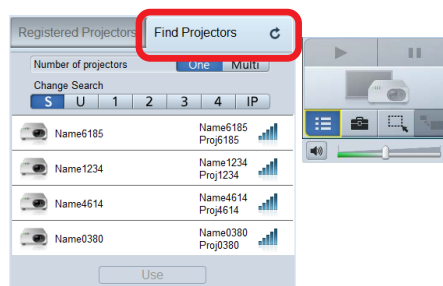 Registered Projectors Find Projectors
Number of projectors One Multi
Change Search
S U 1 2 3 4 IP
Name6185 Name6185
Proj6185
Name1234 Name1234
Proj1234
Name4614 Name4614
Proj4614
Name0380 Name0380
Proj0380
Use